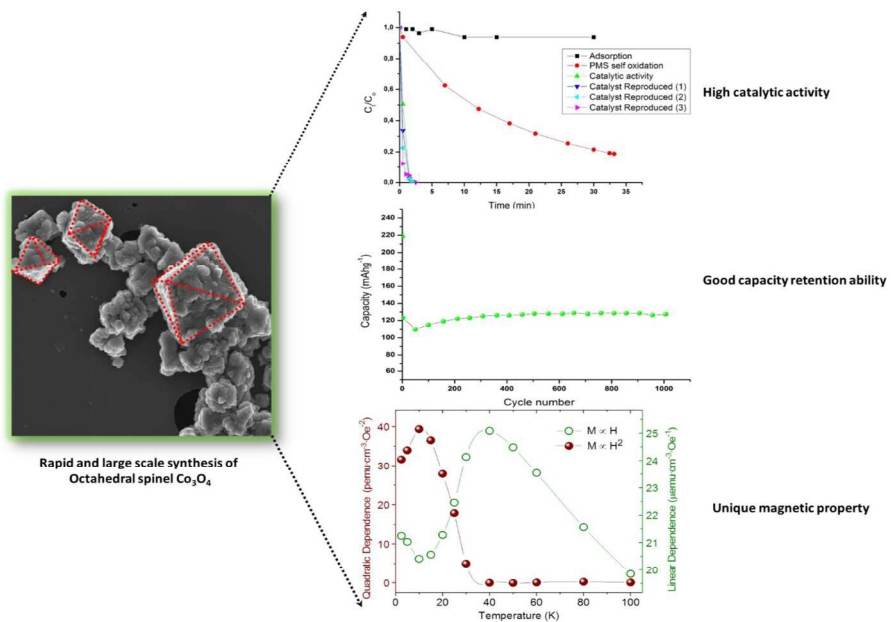 1,0
0,8
0,6
0,4
0,2
0,0
Ct/Co
0 5 10 15 20 25 30 35
Time (min)
Adsorption
PMS self oxidation
Catalytic activity
Catalyst Reproduced (1)
Catalyst Reproduced (2)
Catalyst Reproduced (3)
High catalytic activity
240
220
200
180
160
140
120
100
80
60
Capacity (mAhg⁻¹)
0 200 400 600 800 1000
Cycle number
Good capacity retention ability
Rapid and large scale synthesis of
Octahedral spinel Co₃O₄
40
30
20
10
0
Quadratic Dependence (pemu·cm⁻³·Oe⁻²)
M ∝ H
M ∝ H²
25
24
23
22
21
20
Linear Dependence (µemu·cm⁻³·Oe⁻¹)
0 20 40 60 80 100
Temperature (K)
Unique magnetic property